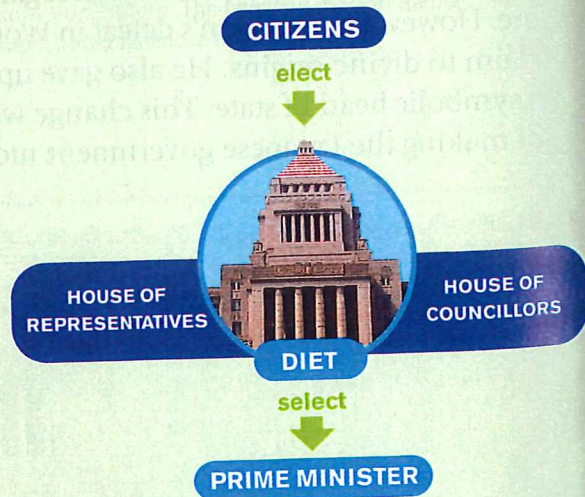 CITIZENS
elect
HOUSE OF
REPRESENTATIVES
HOUSE OF
COUNCILLORS
DIET
select
PRIME MINISTER